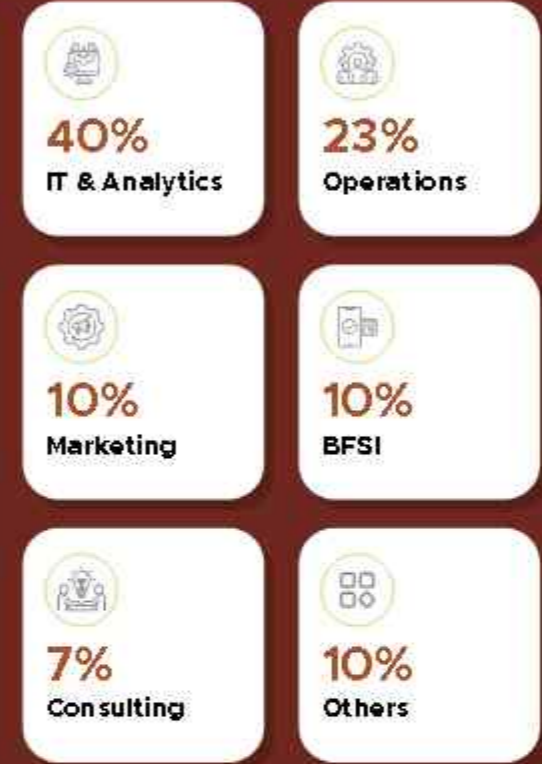 40%
IT & Analytics
23%
Operations
10%
Marketing
10%
BFSI
7%
Consulting
10%
Others